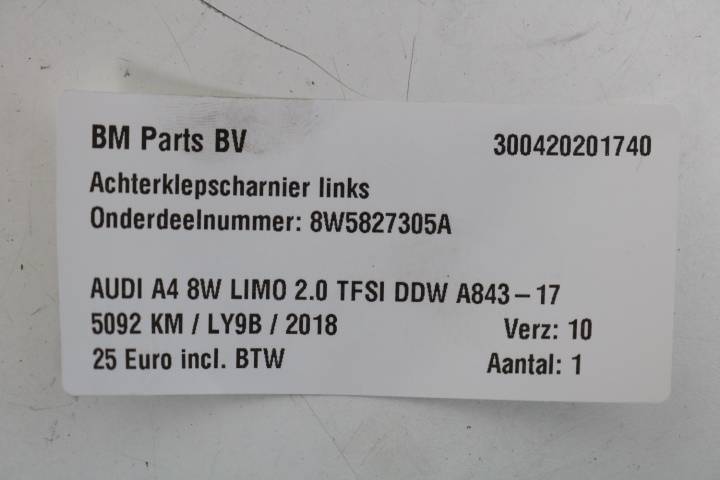 BM Parts BV 300420201740
Achterklepscharnier links
Onderdeelnummer: 8W5827305A
AUDI A4 8W LIMO 2.0 TFSI DDW A843-17
5092 KM / LY9B / 2018 Verz: 10
25 Euro incl. BTW Aantal: 1